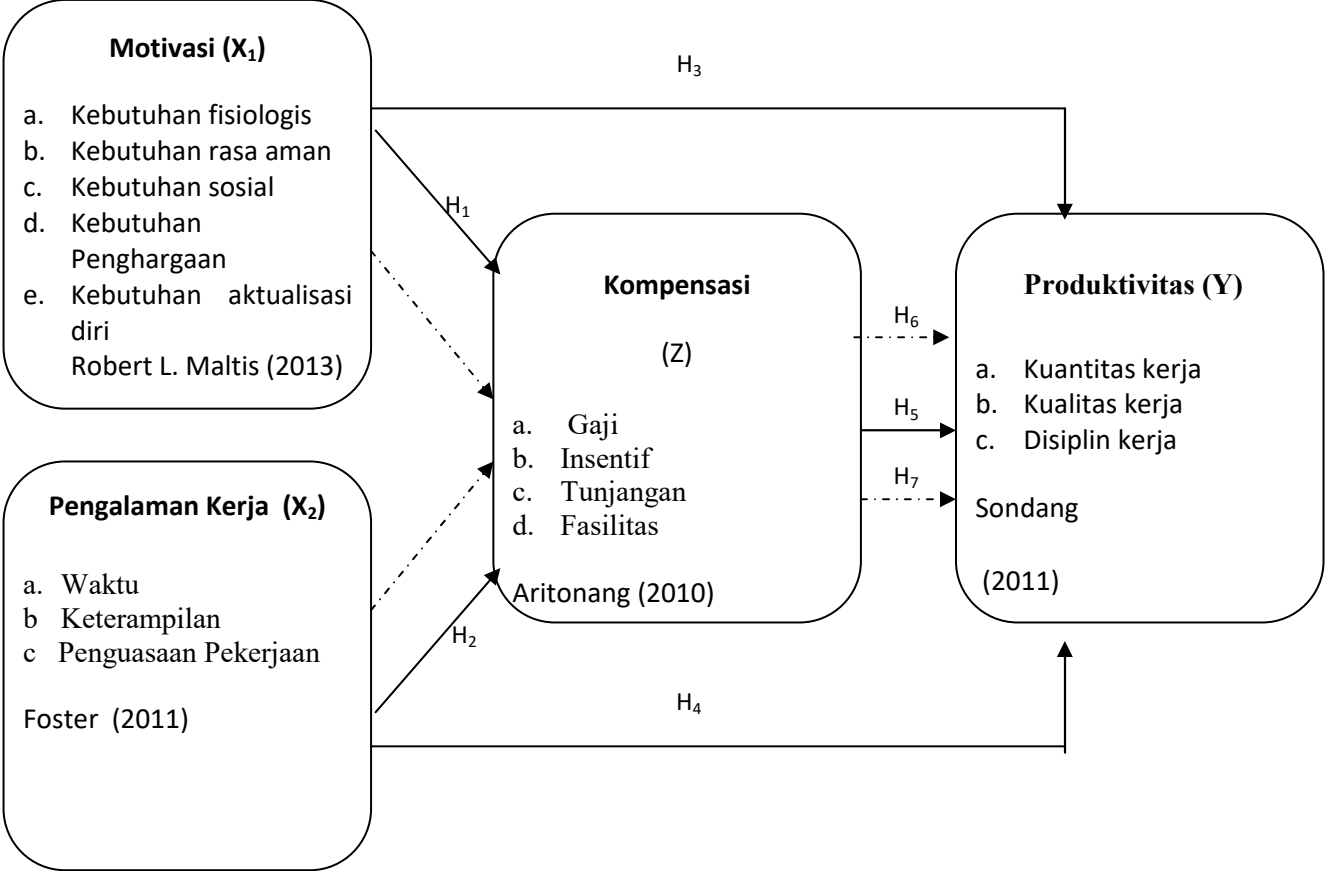 Motivasi (X₁)
a. Kebutuhan fisiologis
b. Kebutuhan rasa aman
c. Kebutuhan sosial
d. Kebutuhan
Penghargaan
e. Kebutuhan aktualisasi
diri
Robert L. Maltis (2013)
Pengalaman Kerja (X₂)
a. Waktu
b Keterampilan
c Penguasaan Pekerjaan
Foster (2011)
H₃
H₁
H₂
H₄
Kompensasi
(Z)
a. Gaji
b. Insentif
c. Tunjangan
d. Fasilitas
Aritonang (2010)
H₆
H₅
H₇
Produktivitas (Y)
a. Kuantitas kerja
b. Kualitas kerja
c. Disiplin kerja
Sondang
(2011)